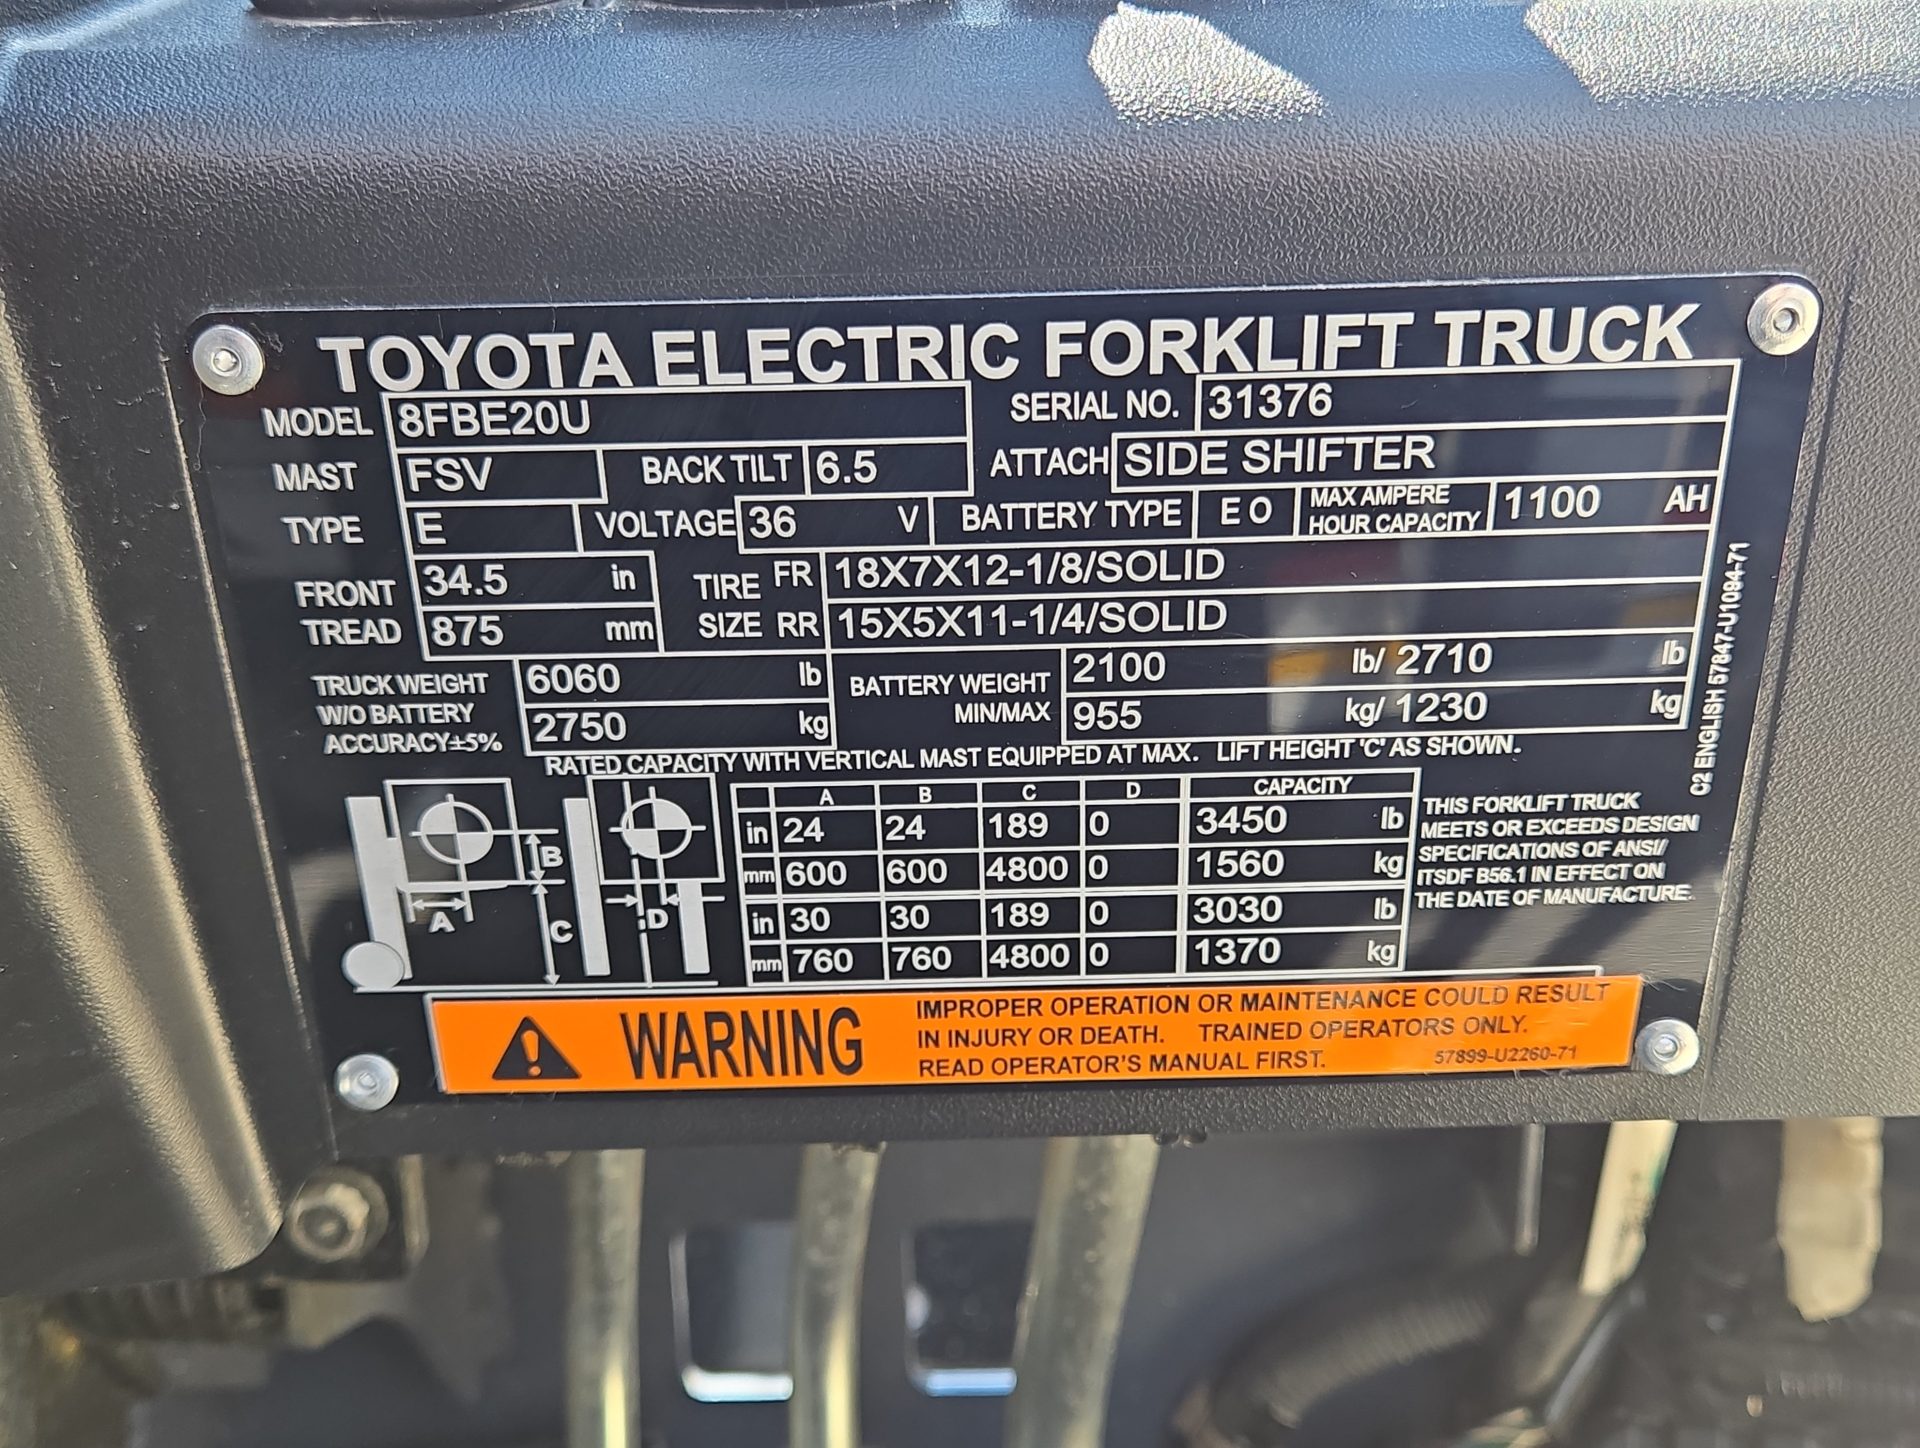 TOYOTA ELECTRIC FORKLIFT TRUCK
MODEL 8FBE20U SERIAL NO. 31376
MAST FSV BACK TILT 6.5 ATTACH SIDE SHIFTER
TYPE E VOLTAGE 36 V BATTERY TYPE E O MAX AMPERE HOUR CAPACITY 1100 AH
FRONT TREAD 34.5 in TIRE SIZE FR 18X7X12-1/8/SOLID
875 mm RR 15X5X11-1/4/SOLID
TRUCK WEIGHT W/O BATTERY ACCURACY±5% 6060 lb BATTERY WEIGHT MIN/MAX 2100 lb/ 2710 lb
2750 kg 955 kg/ 1230 kg
RATED CAPACITY WITH VERTICAL MAST EQUIPPED AT MAX. LIFT HEIGHT 'C' AS SHOWN.
A B C D CAPACITY
in 24 24 189 0 3450 lb
mm 600 600 4800 0 1560 kg
in 30 30 189 0 3030 lb
mm 760 760 4800 0 1370 kg
B
A C D
THIS FORKLIFT TRUCK
MEETS OR EXCEEDS DESIGN
SPECIFICATIONS OF ANSI/
ITSDF B56.1 IN EFFECT ON
THE DATE OF MANUFACTURE.
C2 ENGLISH 57847-U1094-71
WARNING
IMPROPER OPERATION OR MAINTENANCE COULD RESULT
IN INJURY OR DEATH. TRAINED OPERATORS ONLY.
READ OPERATOR'S MANUAL FIRST. 57899-U2260-71